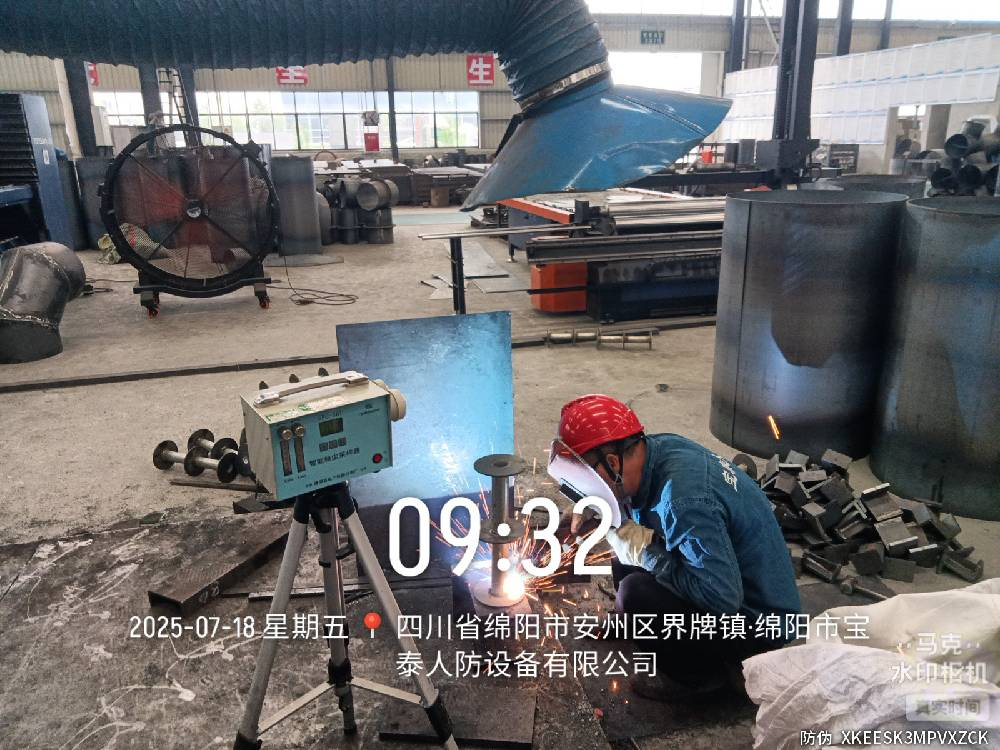 全
生
智能粉尘采样器
09:32
2025-07-18 星期五 四川省绵阳市安州区界牌镇·绵阳市宝
泰人防设备有限公司
马克
水印相机
真实时间
防伪 XKEESK3MPVXZCK